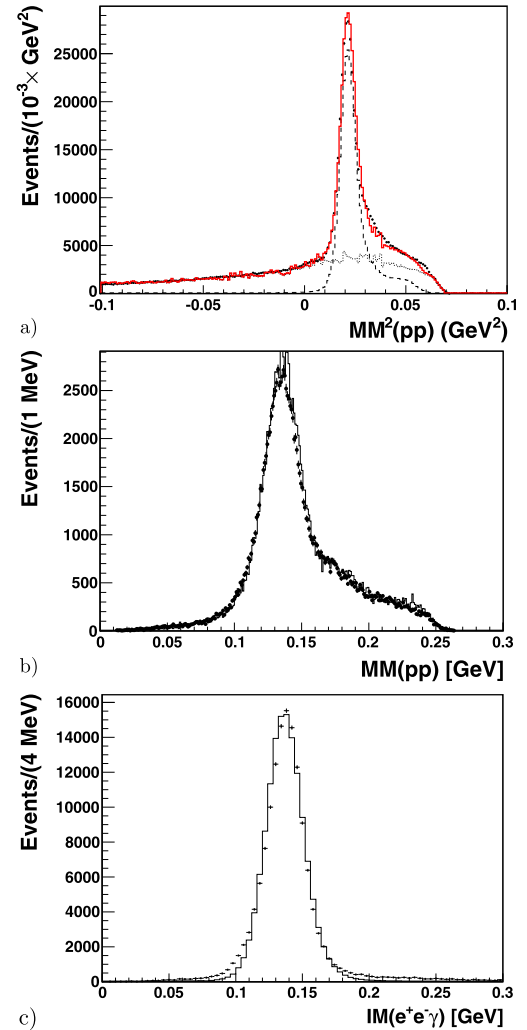 Events/(10⁻³× GeV²)
30000
25000
20000
15000
10000
5000
0
-0.1 -0.05 0 0.05 0.1
a) MM²(pp) (GeV²)
Events/(1 MeV)
2500
2000
1500
1000
500
0
0 0.05 0.1 0.15 0.2 0.25 0.3
b) MM(pp) [GeV]
Events/(4 MeV)
16000
14000
12000
10000
8000
6000
4000
2000
0
0 0.05 0.1 0.15 0.2 0.25 0.3
c) IM(e⁺e⁻γ) [GeV]